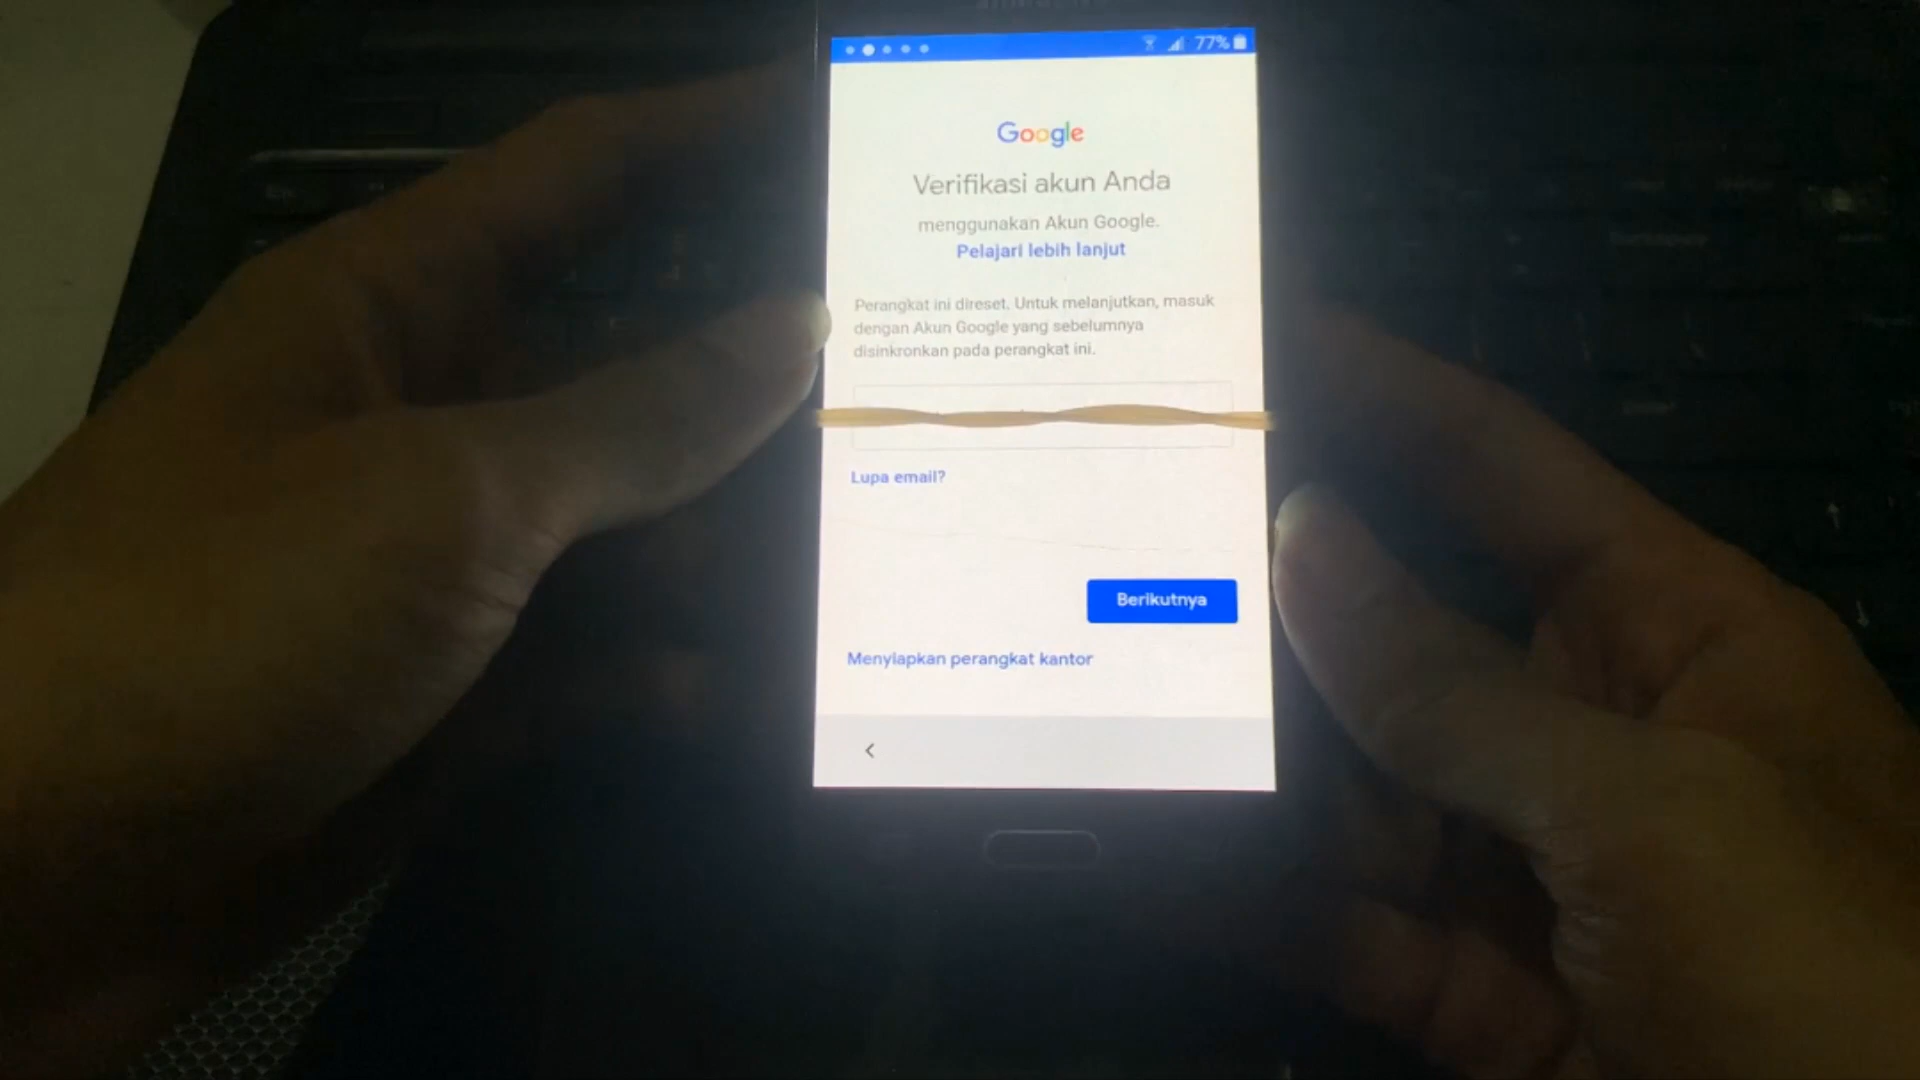 77%
Google
Verifikasi akun Anda
menggunakan Akun Google.
Pelajari lebih lanjut
Perangkat ini direset. Untuk melanjutkan, masuk
dengan Akun Google yang sebelumnya
disinkronkan pada perangkat ini.
Lupa email?
Berikutnya
Menyiapkan perangkat kantor